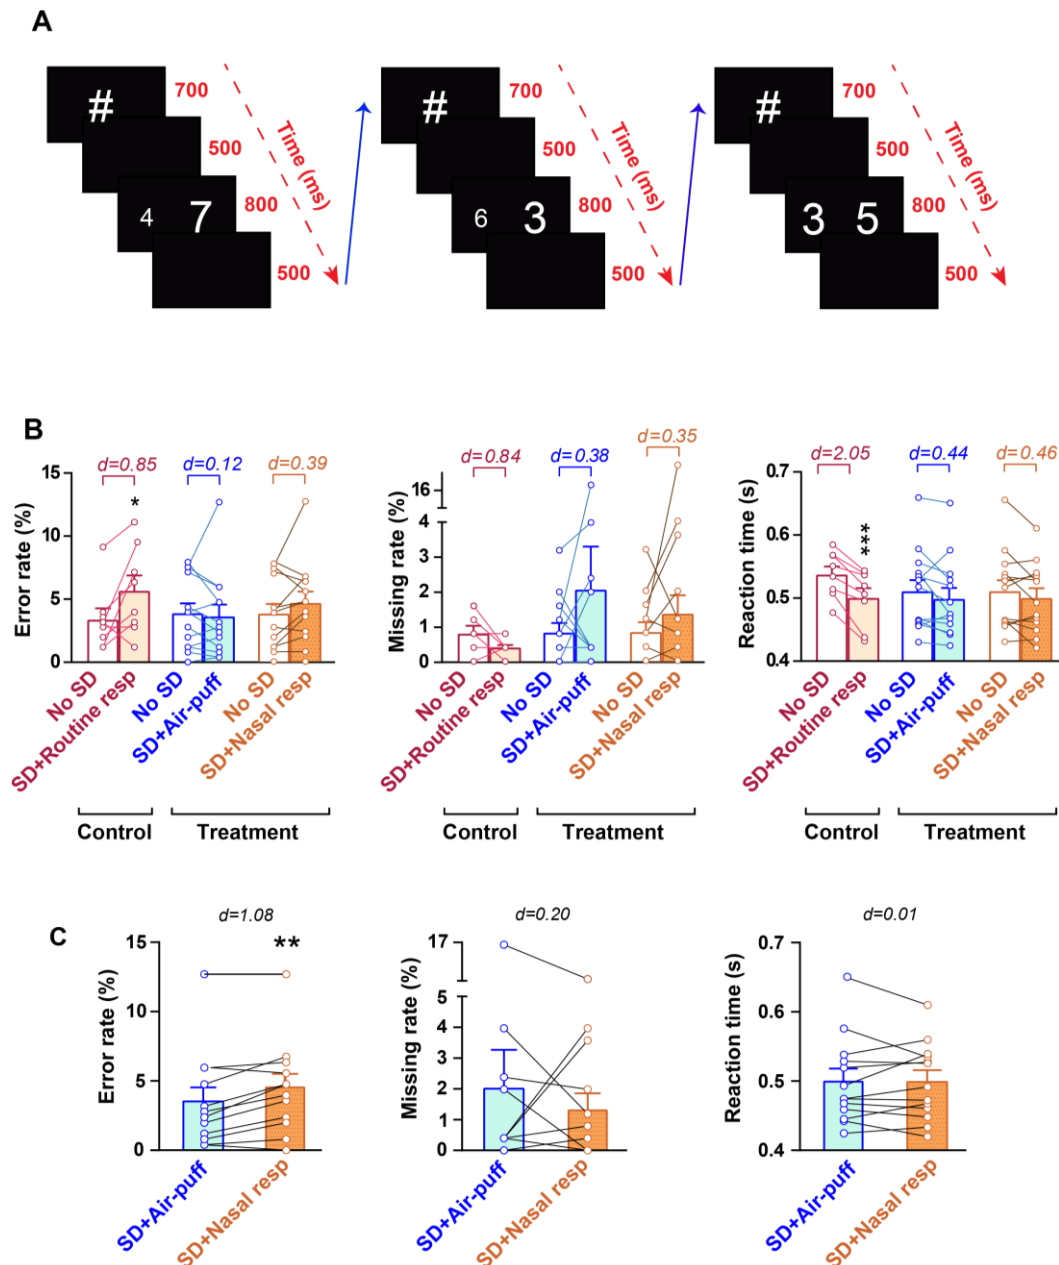 A
# 700
500
4 7 800
500
Time (ms)
# 700
500
6 3 800
500
Time (ms)
# 700
500
3 5 800
500
Time (ms)
B
d=0.85 d=0.12 d=0.39
*
Error rate (%)
15
10
5
0
No SD
SD+Routine resp
No SD
SD+Air-puff
No SD
SD+Nasal resp
Control Treatment
d=0.84 d=0.38 d=0.35
Missing rate (%)
16
4
3
2
1
0
No SD
SD+Routine resp
No SD
SD+Air-puff
No SD
SD+Nasal resp
Control Treatment
d=2.05 d=0.44 d=0.46
***
Reaction time (s)
0.7
0.6
0.5
0.4
No SD
SD+Routine resp
No SD
SD+Air-puff
No SD
SD+Nasal resp
Control Treatment
C
d=1.08
**
Error rate (%)
15
10
5
0
SD+Air-puff
SD+Nasal resp
d=0.20
Missing rate (%)
17
5
4
3
2
1
0
SD+Air-puff
SD+Nasal resp
d=0.01
Reaction time (s)
0.7
0.6
0.5
0.4
SD+Air-puff
SD+Nasal resp